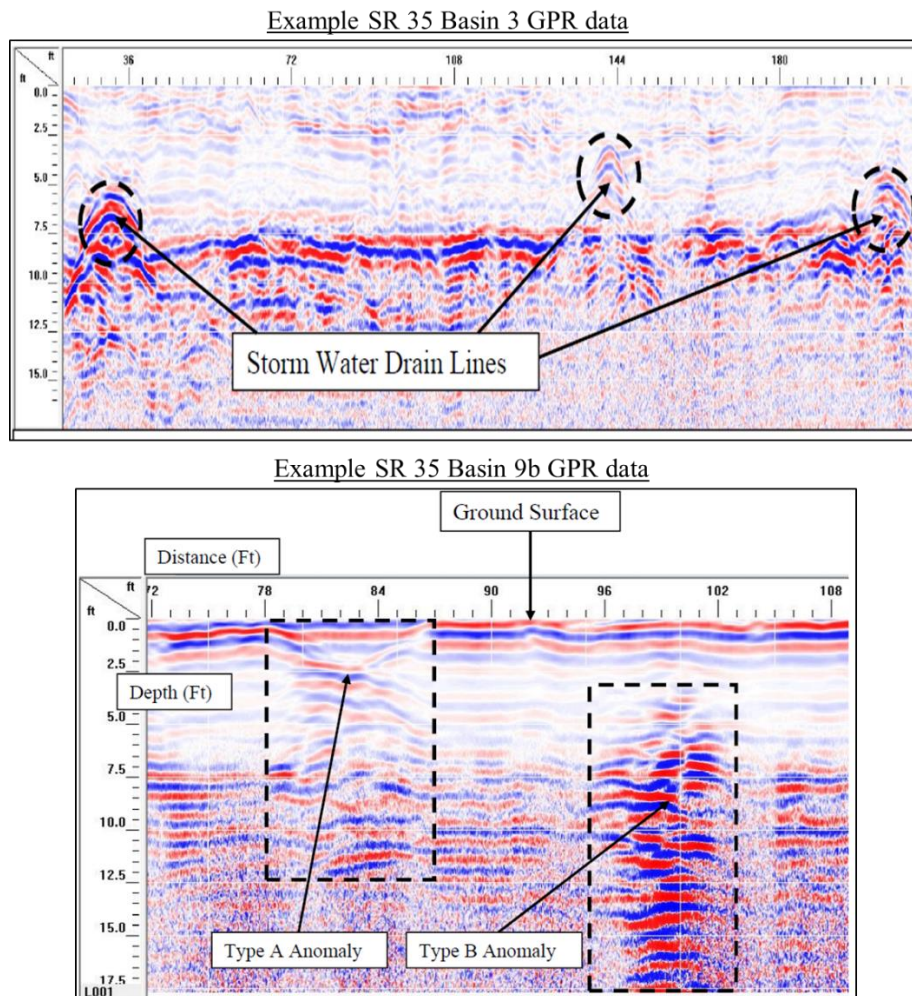 Example SR 35 Basin 3 GPR data
ft 36 72 108 144 180
ft
0.0
2.5
5.0
7.5
10.0
12.5
15.0
Storm Water Drain Lines
Example SR 35 Basin 9b GPR data
Ground Surface
Distance (Ft)
ft 72 78 84 90 96 102 108
ft
0.0
2.5
Depth (Ft)
5.0
7.5
10.0
12.5
15.0
Type A Anomaly Type B Anomaly
17.5
L001